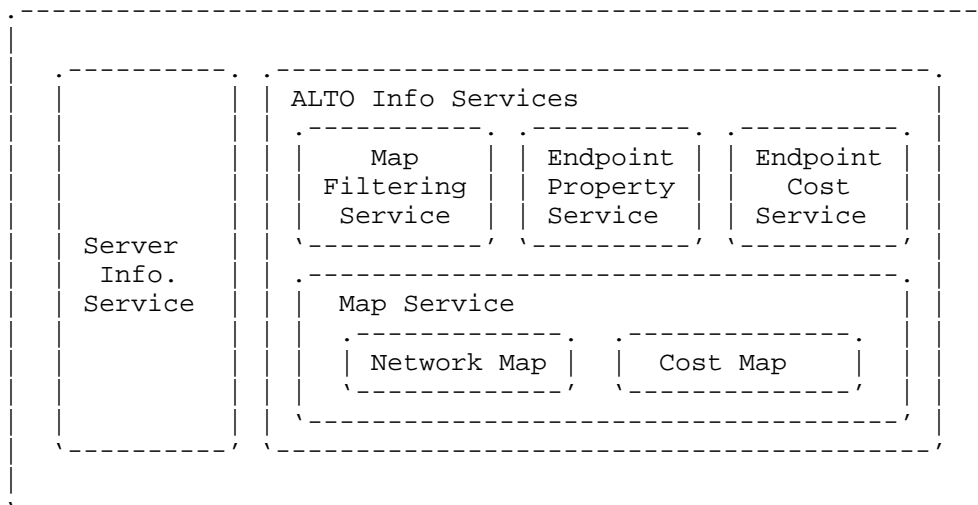 ALTO Info Services
Map Endpoint Endpoint
Filtering Property Cost
Service Service Service
Server
Info.
Service Map Service
Network Map Cost Map